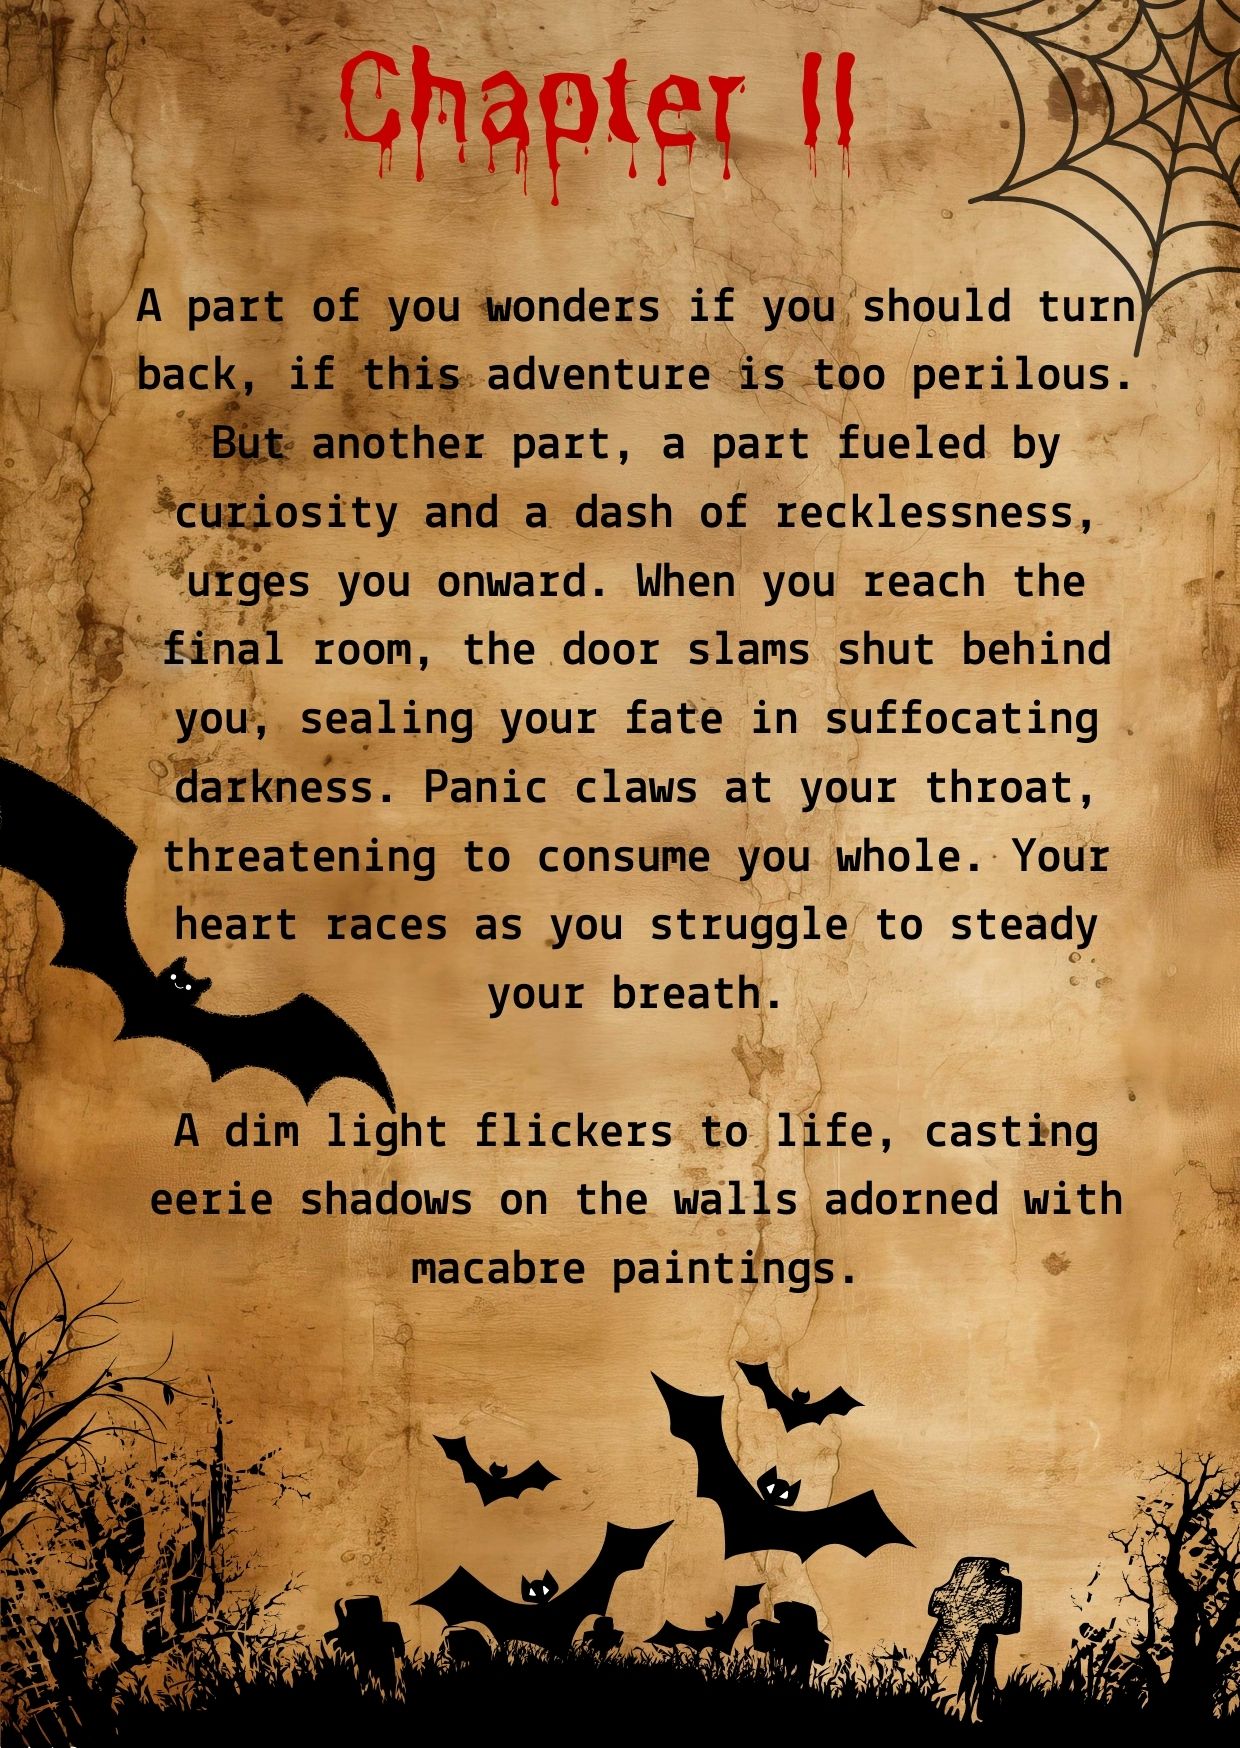 Chapter II
A part of you wonders if you should turn
back, if this adventure is too perilous.
But another part, a part fueled by
curiosity and a dash of recklessness,
urges you onward. When you reach the
final room, the door slams shut behind
you, sealing your fate in suffocating
darkness. Panic claws at your throat,
threatening to consume you whole. Your
heart races as you struggle to steady
your breath.
A dim light flickers to life, casting
eerie shadows on the walls adorned with
macabre paintings.